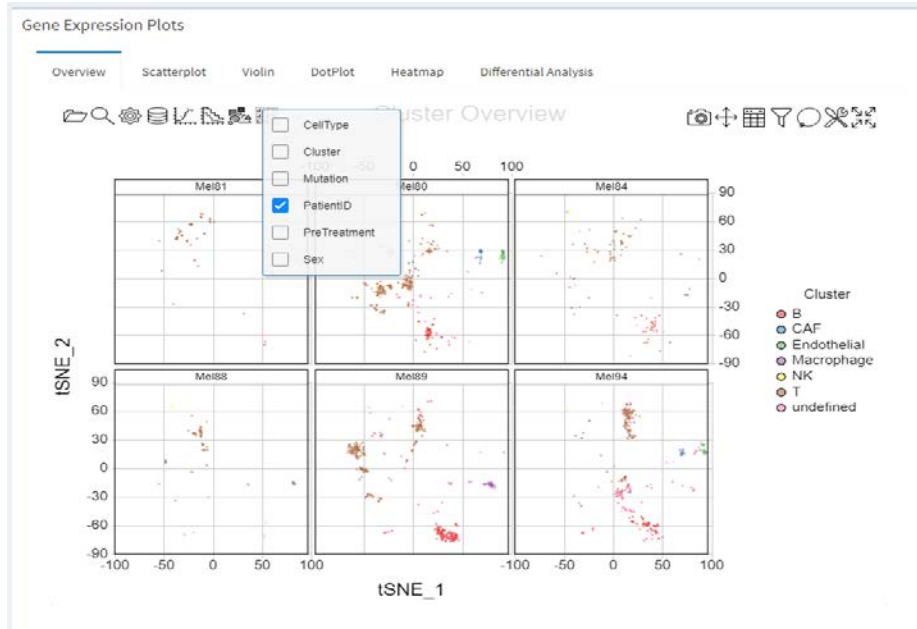 Gene Expression Plots
Overview Scatterplot Violin DotPlot Heatmap Differential Analysis
Cluster Overview
CellType
Cluster
Mutation
PatientID
PreTreatment
Sex
-100 -50 0 50 100
Mel81 Mel80 Mel84
90
60
30
0
-30
-60
-90
tSNE_2
Mel88 Mel89 Mel94
90
60
30
0
-30
-60
-90
-100 -50 0 50 100 -100 -50 0 50 100
tSNE_1
Cluster
B
CAF
Endothelial
Macrophage
NK
T
undefined